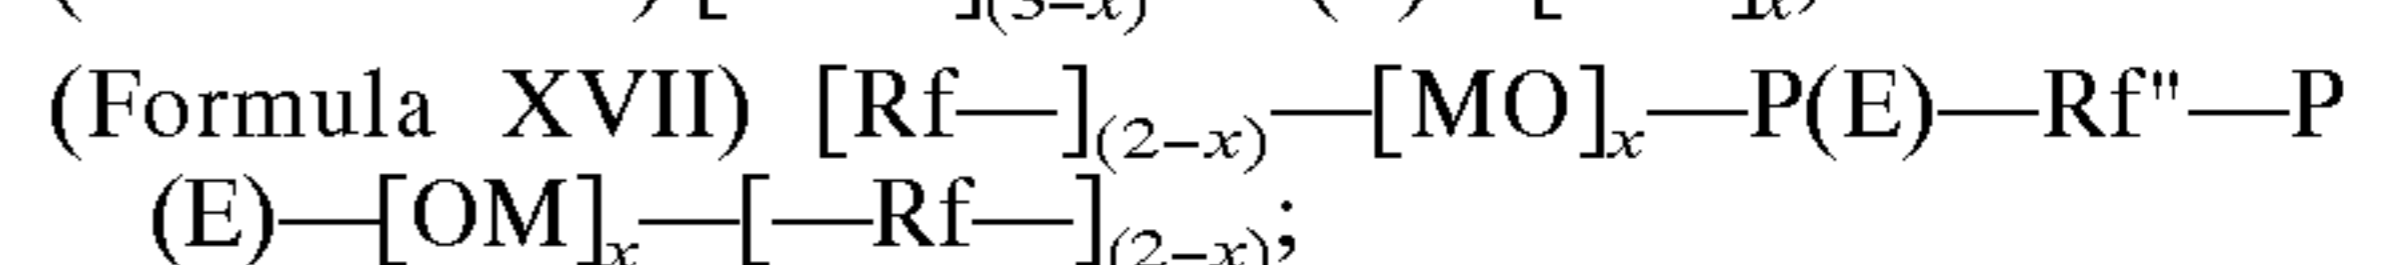 (Formula XVII) [Rf—](2−x)—[MO]x—P(E)—Rf"—P
(E)—[OM]x—[—Rf—](2−x);